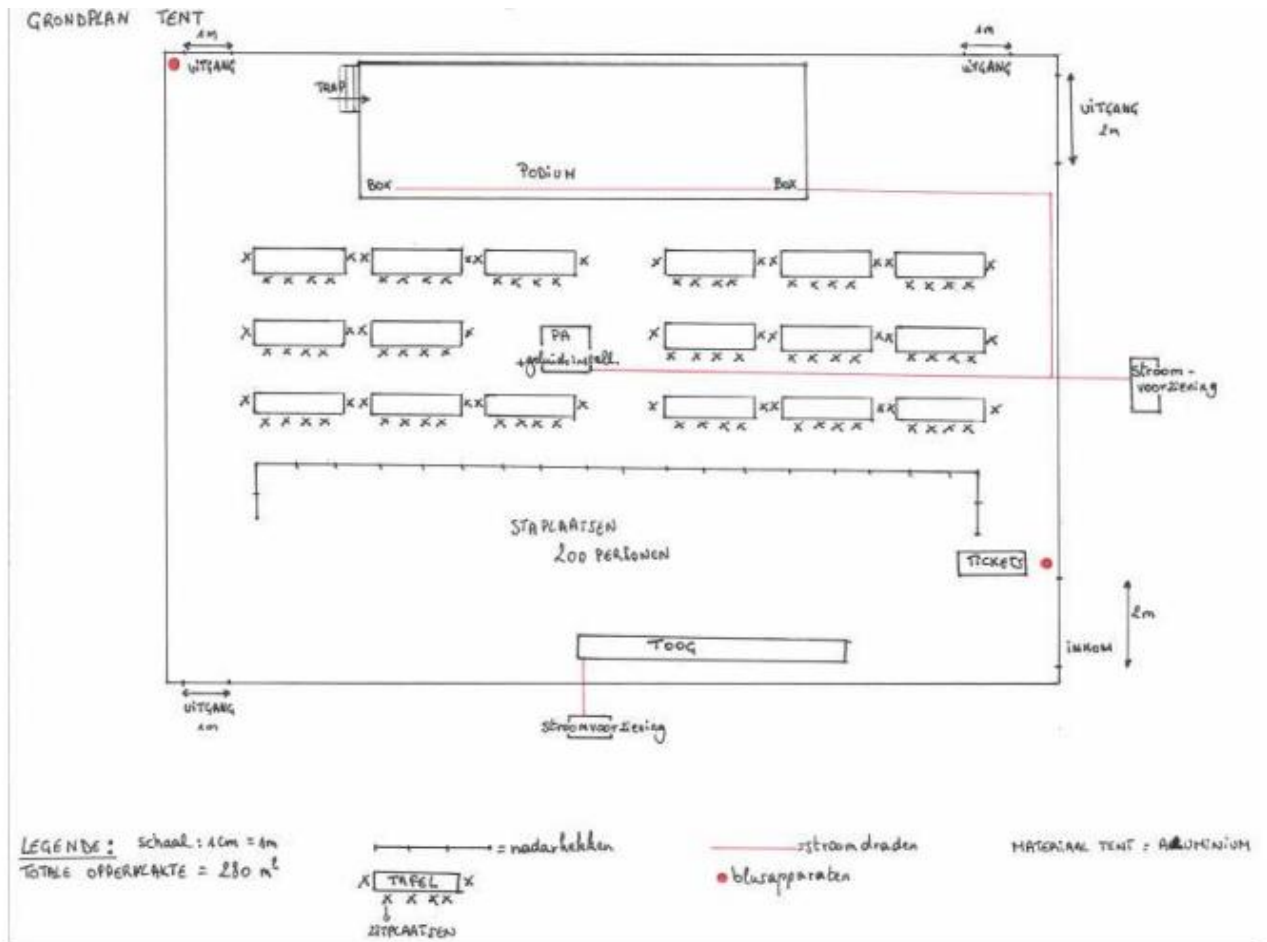 GRONDPLAN TENT
1m
UITGANG
1m
UITGANG
UITGANG
2m
TRAP
PODIUM
BOX
BOX
PA
+geluidsinstall.
Stroom-
voorziening
STAPLAATSEN
200 PERSONEN
TICKETS
2m
INKOM
TOOG
UITGANG
1m
Stroomvoorziening
LEGENDE: schaal: 1cm = 1m
TOTALE OPPERVLAKTE = 280 m²
= nadarhekken
TAFEL
ZITPLAATSEN
=stroomdraden
blusapparaten
MATERIAAL TENT = ALUMINIUM